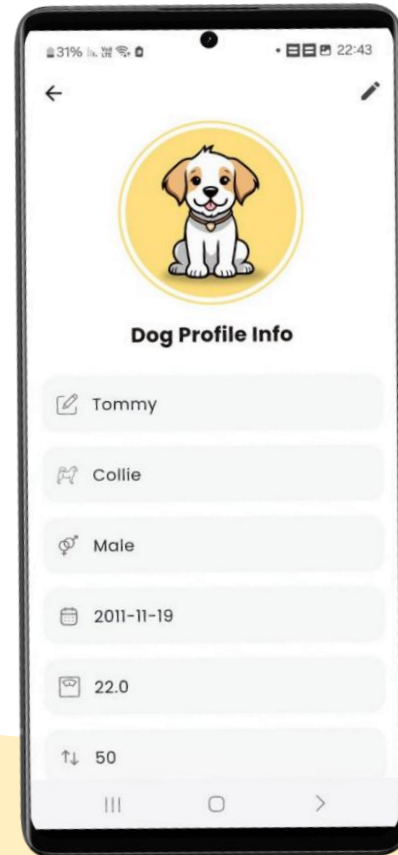 31% 22:43
Dog Profile Info
Tommy
Collie
Male
2011-11-19
22.0
50